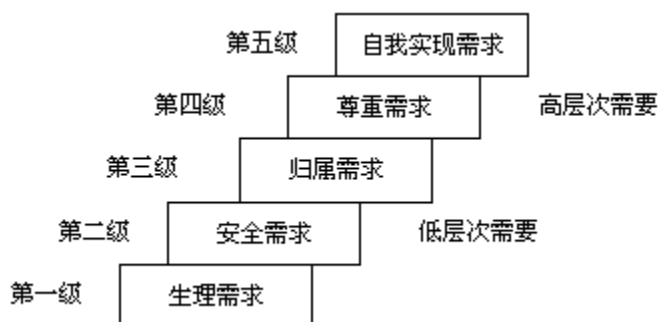 第五级 自我实现需求
第四级 尊重需求 高层次需要
第三级 归属需求
第二级 安全需求 低层次需要
第一级 生理需求